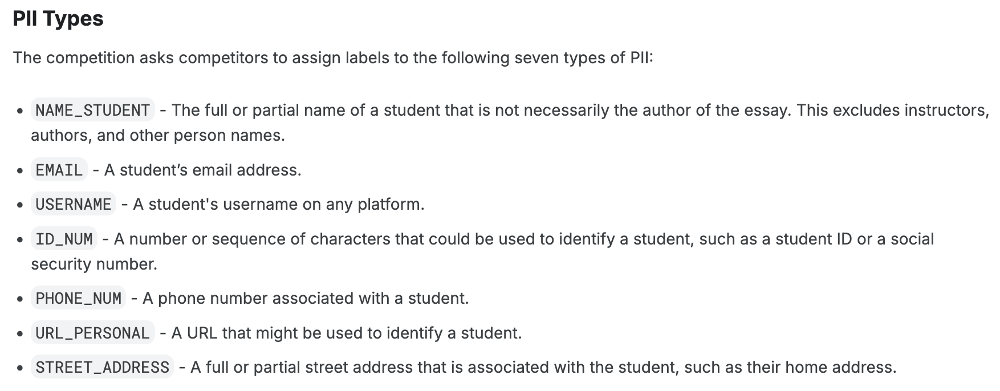 PII Types
The competition asks competitors to assign labels to the following seven types of PII:
• NAME_STUDENT - The full or partial name of a student that is not necessarily the author of the essay. This excludes instructors,
authors, and other person names.
• EMAIL - A student’s email address.
• USERNAME - A student's username on any platform.
• ID_NUM - A number or sequence of characters that could be used to identify a student, such as a student ID or a social
security number.
• PHONE_NUM - A phone number associated with a student.
• URL_PERSONAL - A URL that might be used to identify a student.
• STREET_ADDRESS - A full or partial street address that is associated with the student, such as their home address.